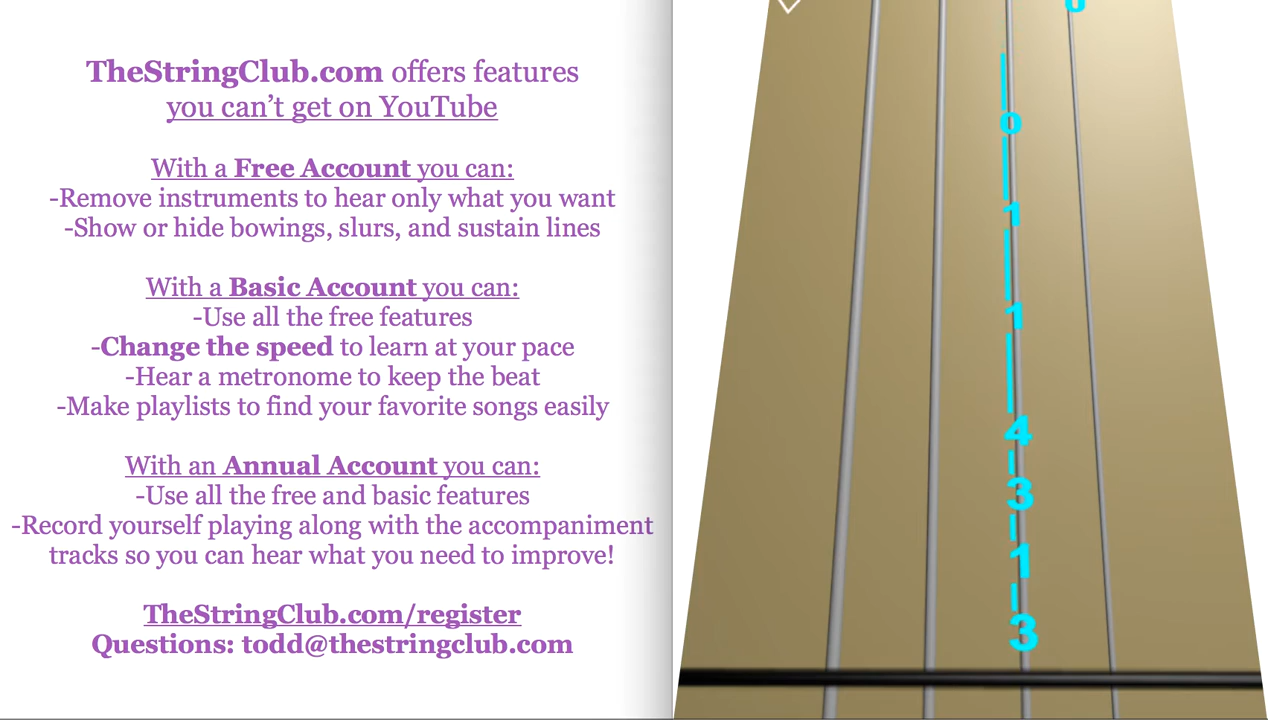 TheStringClub.com offers features
you can’t get on YouTube
With a Free Account you can:
-Remove instruments to hear only what you want
-Show or hide bowings, slurs, and sustain lines
With a Basic Account you can:
-Use all the free features
-Change the speed to learn at your pace
-Hear a metronome to keep the beat
-Make playlists to find your favorite songs easily
With an Annual Account you can:
-Use all the free and basic features
-Record yourself playing along with the accompaniment
tracks so you can hear what you need to improve!
TheStringClub.com/register
Questions: todd@thestringclub.com
0
0
1
1
4
3
1
3